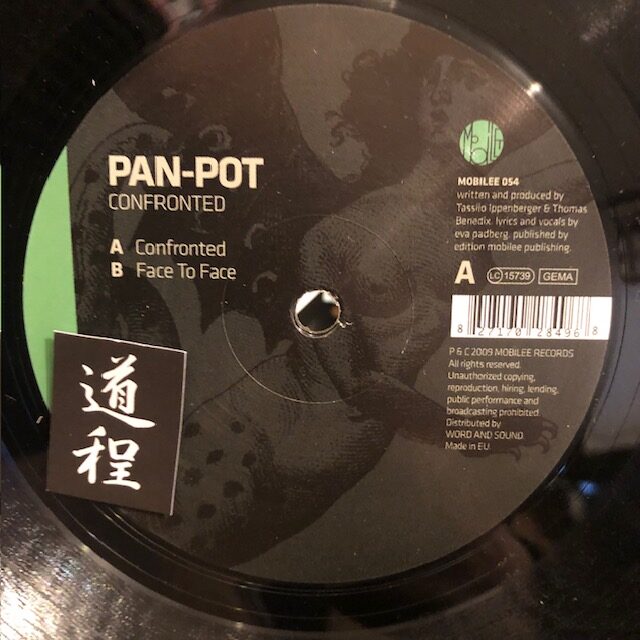 PAN-POT
CONFRONTED
A Confronted
B Face To Face
道
程
MOBILEE
MOBILEE 054
written and produced by
Tassilo Ippenberger & Thomas
Benedix. lyrics and vocals by
eva padberg. published by
edition mobilee publishing.
A LC 15739 GEMA
8 27170 28496 8
P & C 2009 MOBILEE RECORDS
All rights reserved.
Unauthorized copying,
reproduction, hiring, lending,
public performance and
broadcasting prohibited.
Distributed by
WORD AND SOUND
Made in EU